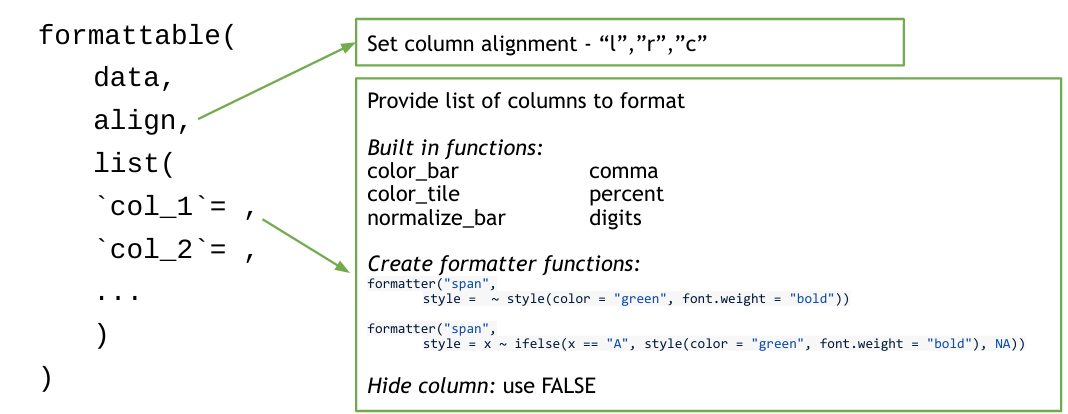 formattable(
data,
align,
list(
`col_1`= ,
`col_2`= ,
...
)
)
Set column alignment - “l”,”r”,”c”
Provide list of columns to format
Built in functions:
color_bar comma
color_tile percent
normalize_bar digits
Create formatter functions:
formatter("span",
style =  ~ style(color = "green", font.weight = "bold"))
formatter("span",
style = x ~ ifelse(x == "A", style(color = "green", font.weight = "bold"), NA))
Hide column: use FALSE